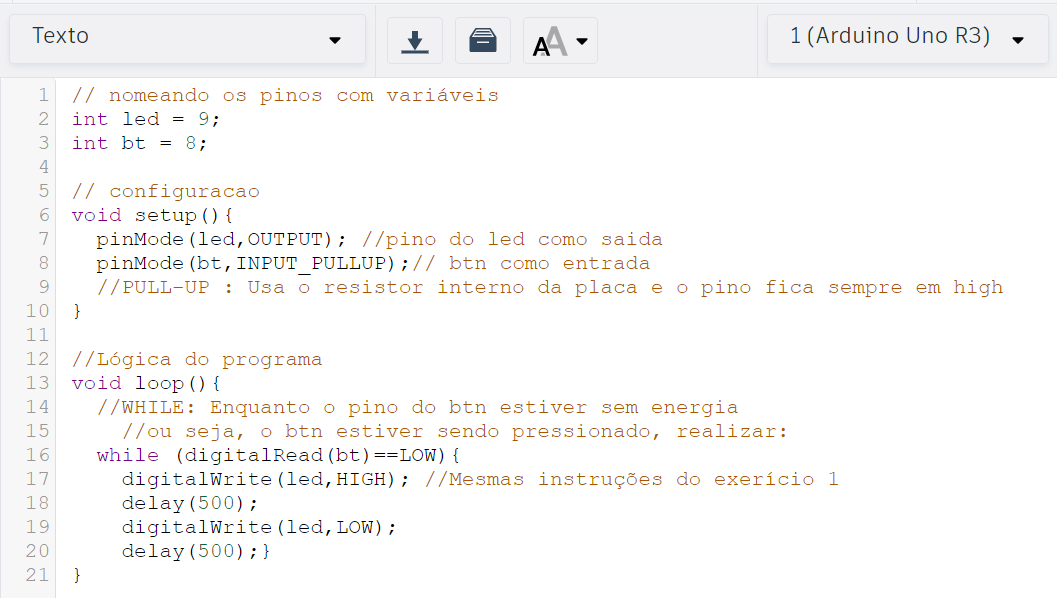 Texto
1 (Arduino Uno R3)
1 // nomeando os pinos com variáveis
2 int led = 9;
3 int bt = 8;
4
5 // configuracao
6 void setup(){
7 pinMode(led,OUTPUT); //pino do led como saida
8 pinMode(bt,INPUT_PULLUP);// btn como entrada
9 //PULL-UP : Usa o resistor interno da placa e o pino fica sempre em high
10 }
11
12 //Lógica do programa
13 void loop(){
14 //WHILE: Enquanto o pino do btn estiver sem energia
15 //ou seja, o btn estiver sendo pressionado, realizar:
16 while (digitalRead(bt)==LOW){
17 digitalWrite(led,HIGH); //Mesmas instruções do exerício 1
18 delay(500);
19 digitalWrite(led,LOW);
20 delay(500);}
21 }